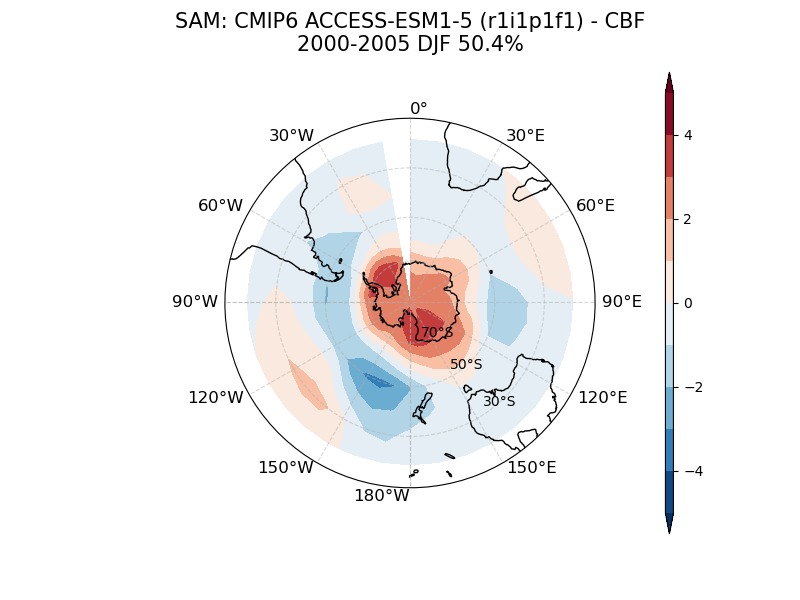 SAM: CMIP6 ACCESS-ESM1-5 (r1i1p1f1) - CBF
2000-2005 DJF 50.4%
0°
30°W
30°E
60°W
60°E
90°W
90°E
120°W
120°E
150°W
150°E
180°W
70°S
50°S
30°S
4
2
0
−2
−4